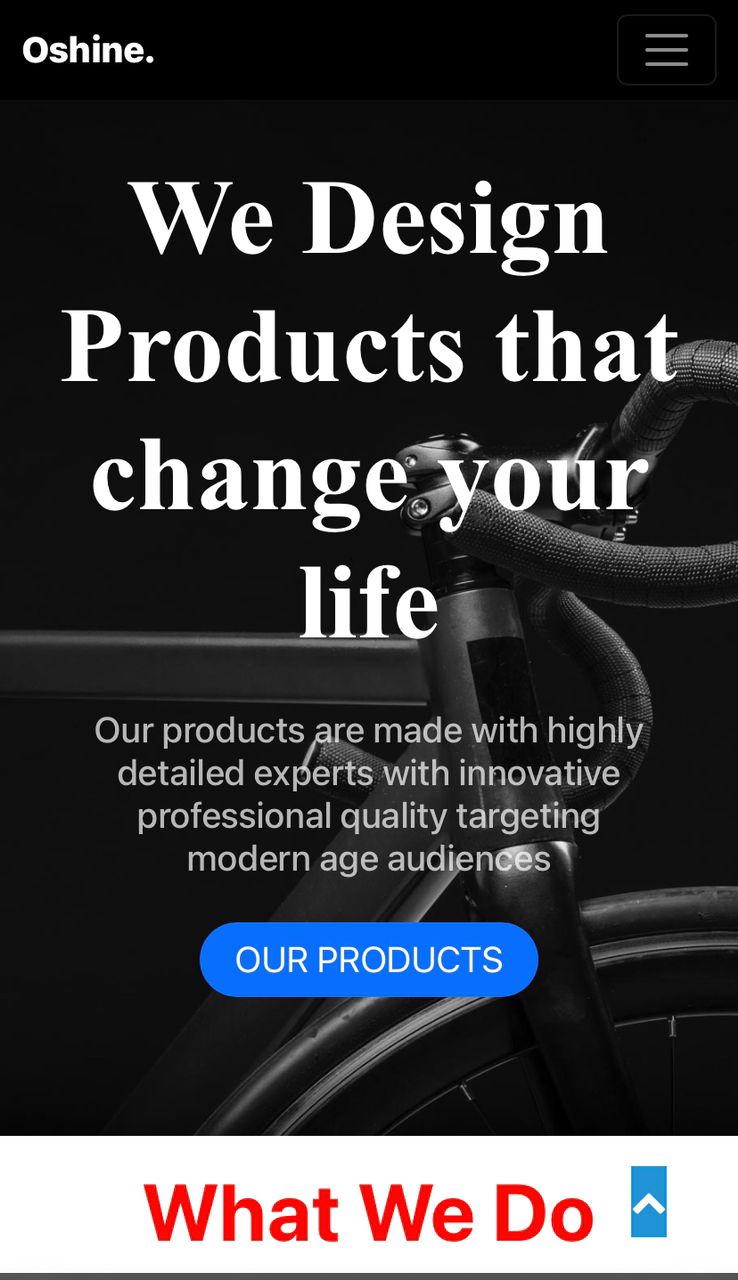 Oshine.
We Design
Products that
change your
life
Our products are made with highly
detailed experts with innovative
professional quality targeting
modern age audiences
OUR PRODUCTS
What We Do